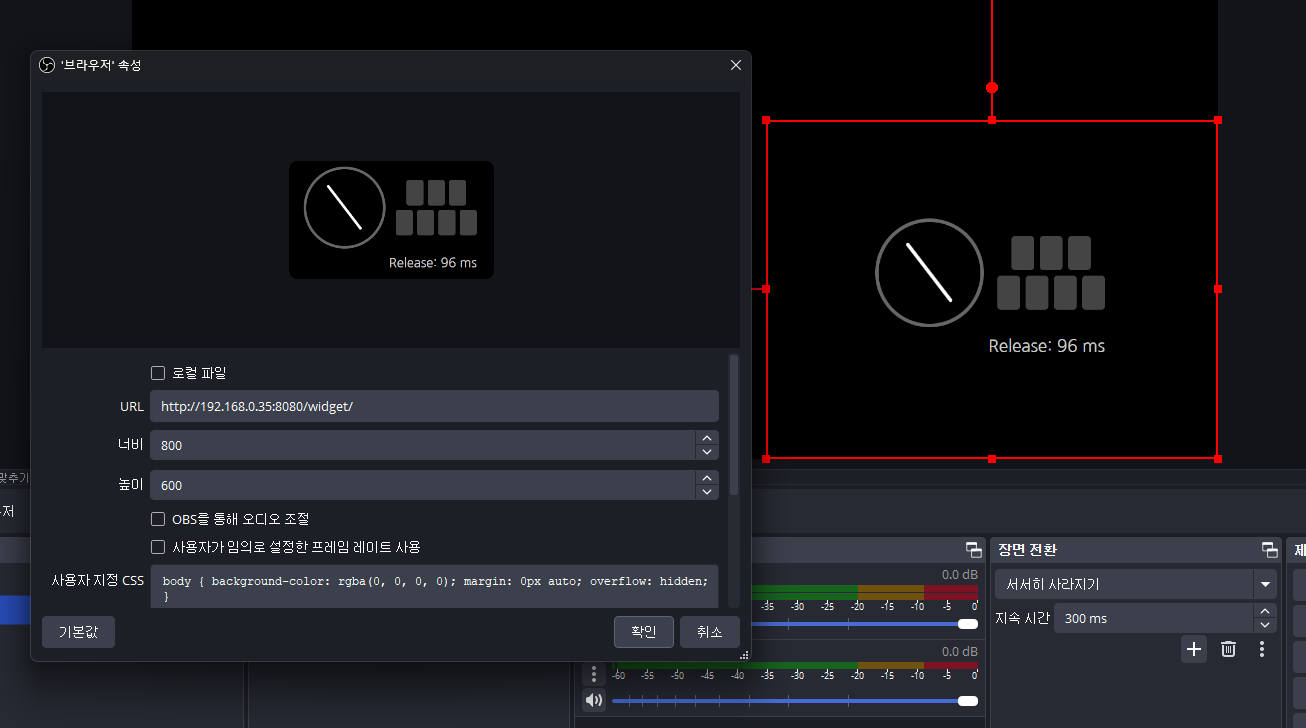 '브라우저' 속성
Release: 96 ms
로컬 파일
URL http://192.168.0.35:8080/widget/
너비 800
높이 600
OBS를 통해 오디오 조절
사용자가 임의로 설정한 프레임 레이트 사용
사용자 지정 CSS body { background-color: rgba(0, 0, 0, 0); margin: 0px auto; overflow: hidden;
}
기본값 확인 취소
Release: 96 ms
맞추기
저
0.0 dB
-35 -30 -25 -20 -15 -10 -5 0
0.0 dB
-60 -55 -50 -45 -40 -35 -30 -25 -20 -15 -10 -5 0
장면 전환
서서히 사라지기
지속 시간 300 ms
제